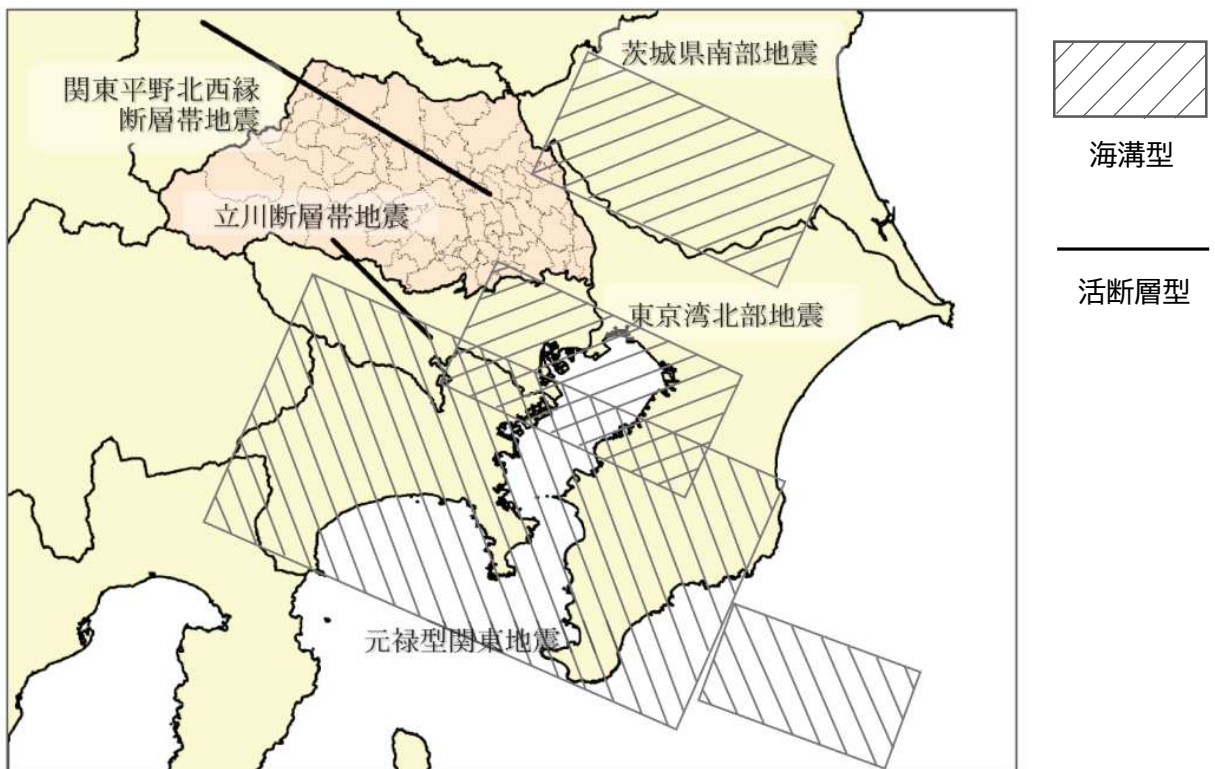 茨城県南部地震
関東平野北西縁
断層帯地震
立川断層帯地震
東京湾北部地震
元禄型関東地震
海溝型
活断層型